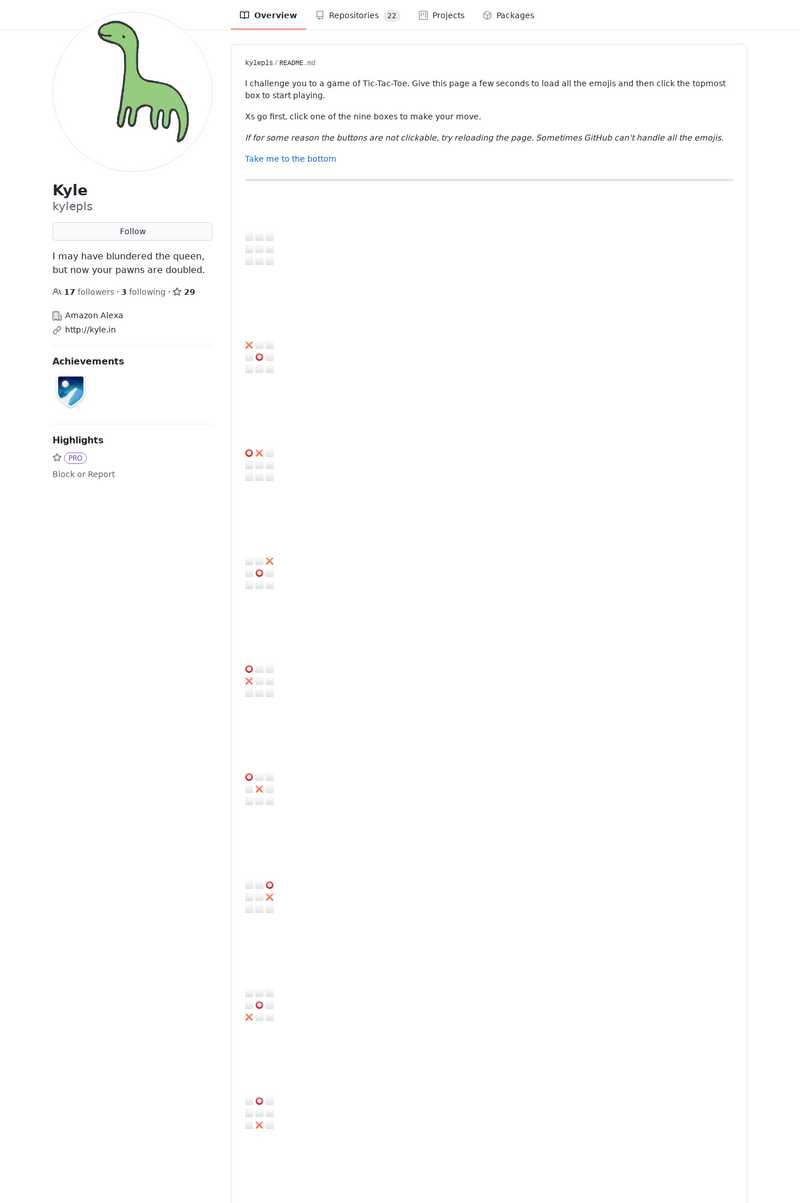 Overview
Repositories 22
Projects
Packages
Kyle
kylepls
Follow
I may have blundered the queen,
but now your pawns are doubled.
17 followers · 3 following · 29
Amazon Alexa
http://kyle.in
Achievements
Highlights
PRO
Block or Report
kylepls/README.md
I challenge you to a game of Tic-Tac-Toe. Give this page a few seconds to load all the emojis and then click the topmost
box to start playing.
Xs go first, click one of the nine boxes to make your move.
If for some reason the buttons are not clickable, try reloading the page. Sometimes GitHub can't handle all the emojis.
Take me to the bottom